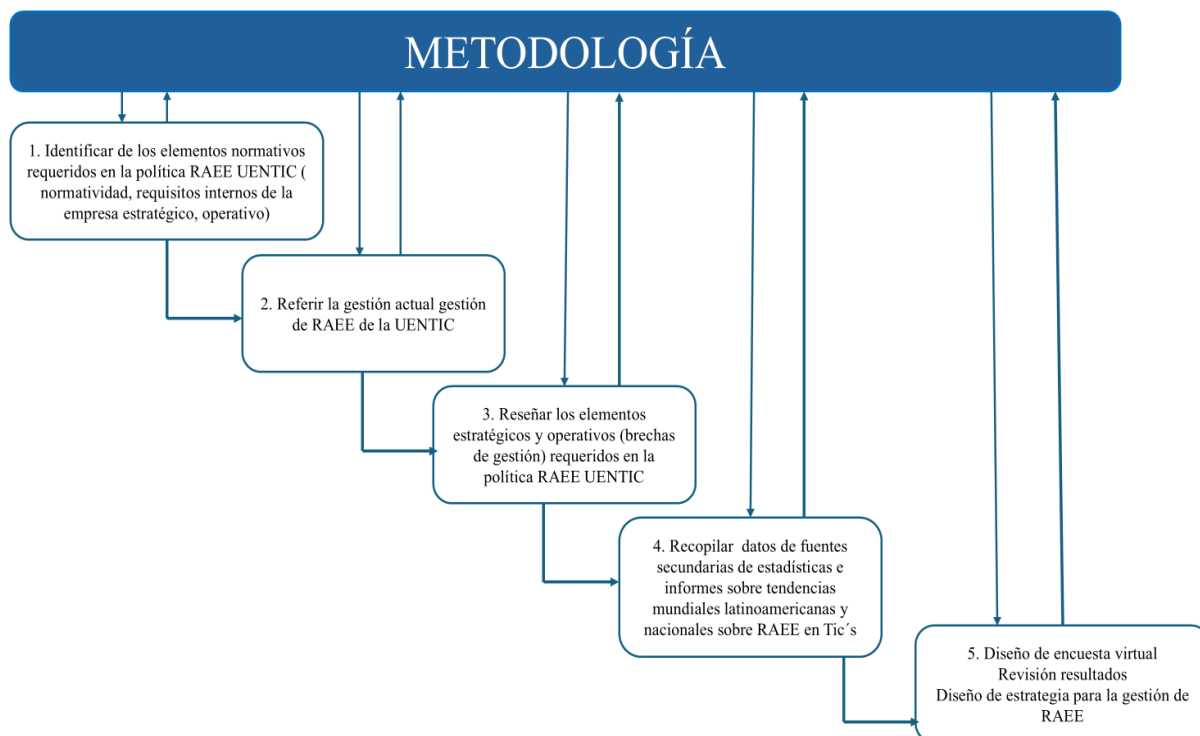 METODOLOGÍA
1. Identificar de los elementos normativos
requeridos en la política RAEE UENTIC (
normatividad, requisitos internos de la
empresa estratégico, operativo)
2. Referir la gestión actual gestión
de RAEE de la UENTIC
3. Reseñar los elementos
estratégicos y operativos (brechas
de gestión) requeridos en la
política RAEE UENTIC
4. Recopilar datos de fuentes
secundarias de estadísticas e
informes sobre tendencias
mundiales latinoamericanas y
nacionales sobre RAEE en Tic´s
5. Diseño de encuesta virtual
Revisión resultados
Diseño de estrategia para la gestión de
RAEE